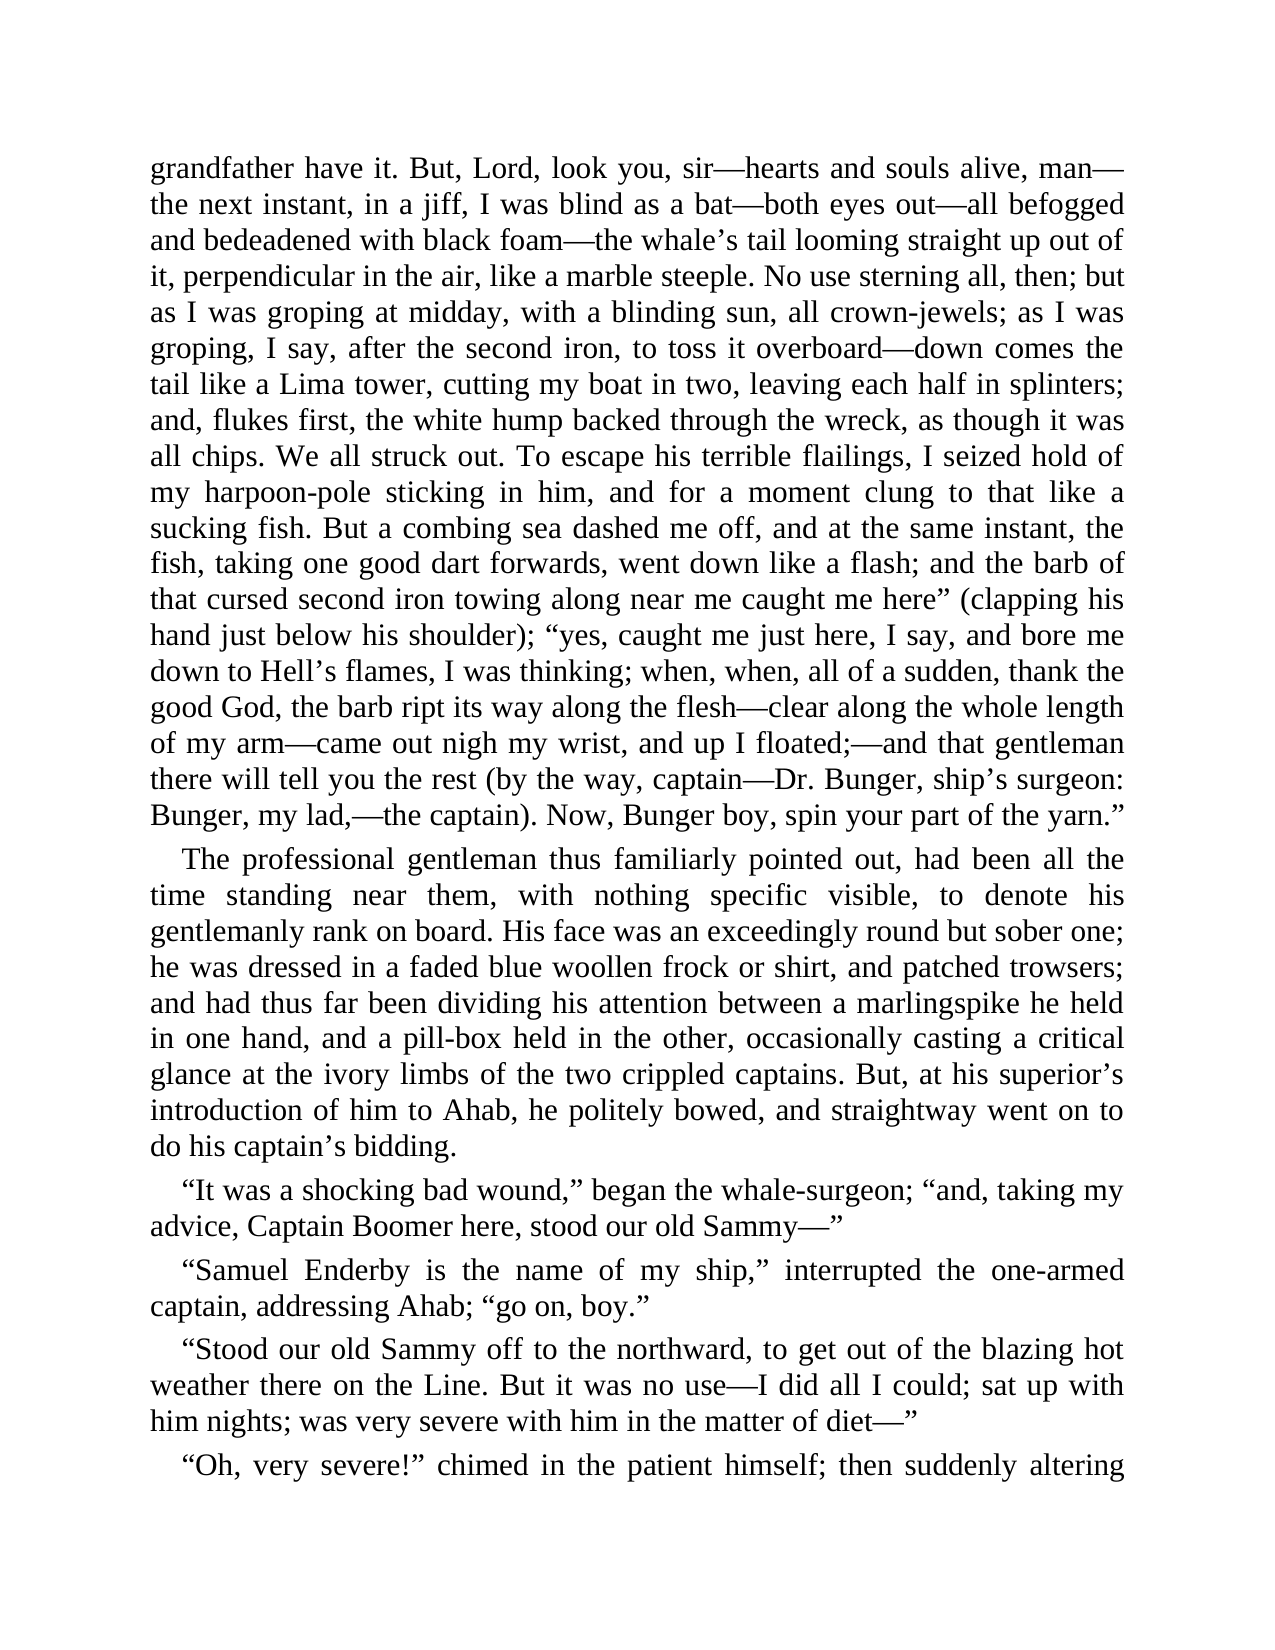 grandfather have it. But, Lord, look you, sir—hearts and souls alive, man—
the next instant, in a jiff, I was blind as a bat—both eyes out—all befogged
and bedeadened with black foam—the whale’s tail looming straight up out of
it, perpendicular in the air, like a marble steeple. No use sterning all, then; but
as I was groping at midday, with a blinding sun, all crown-jewels; as I was
groping, I say, after the second iron, to toss it overboard—down comes the
tail like a Lima tower, cutting my boat in two, leaving each half in splinters;
and, flukes first, the white hump backed through the wreck, as though it was
all chips. We all struck out. To escape his terrible flailings, I seized hold of
my harpoon-pole sticking in him, and for a moment clung to that like a
sucking fish. But a combing sea dashed me off, and at the same instant, the
fish, taking one good dart forwards, went down like a flash; and the barb of
that cursed second iron towing along near me caught me here” (clapping his
hand just below his shoulder); “yes, caught me just here, I say, and bore me
down to Hell’s flames, I was thinking; when, when, all of a sudden, thank the
good God, the barb ript its way along the flesh—clear along the whole length
of my arm—came out nigh my wrist, and up I floated;—and that gentleman
there will tell you the rest (by the way, captain—Dr. Bunger, ship’s surgeon:
Bunger, my lad,—the captain). Now, Bunger boy, spin your part of the yarn.”
The professional gentleman thus familiarly pointed out, had been all the
time standing near them, with nothing specific visible, to denote his
gentlemanly rank on board. His face was an exceedingly round but sober one;
he was dressed in a faded blue woollen frock or shirt, and patched trowsers;
and had thus far been dividing his attention between a marlingspike he held
in one hand, and a pill-box held in the other, occasionally casting a critical
glance at the ivory limbs of the two crippled captains. But, at his superior’s
introduction of him to Ahab, he politely bowed, and straightway went on to
do his captain’s bidding.
“It was a shocking bad wound,” began the whale-surgeon; “and, taking my
advice, Captain Boomer here, stood our old Sammy—”
“Samuel Enderby is the name of my ship,” interrupted the one-armed
captain, addressing Ahab; “go on, boy.”
“Stood our old Sammy off to the northward, to get out of the blazing hot
weather there on the Line. But it was no use—I did all I could; sat up with
him nights; was very severe with him in the matter of diet—”
“Oh, very severe!” chimed in the patient himself; then suddenly altering